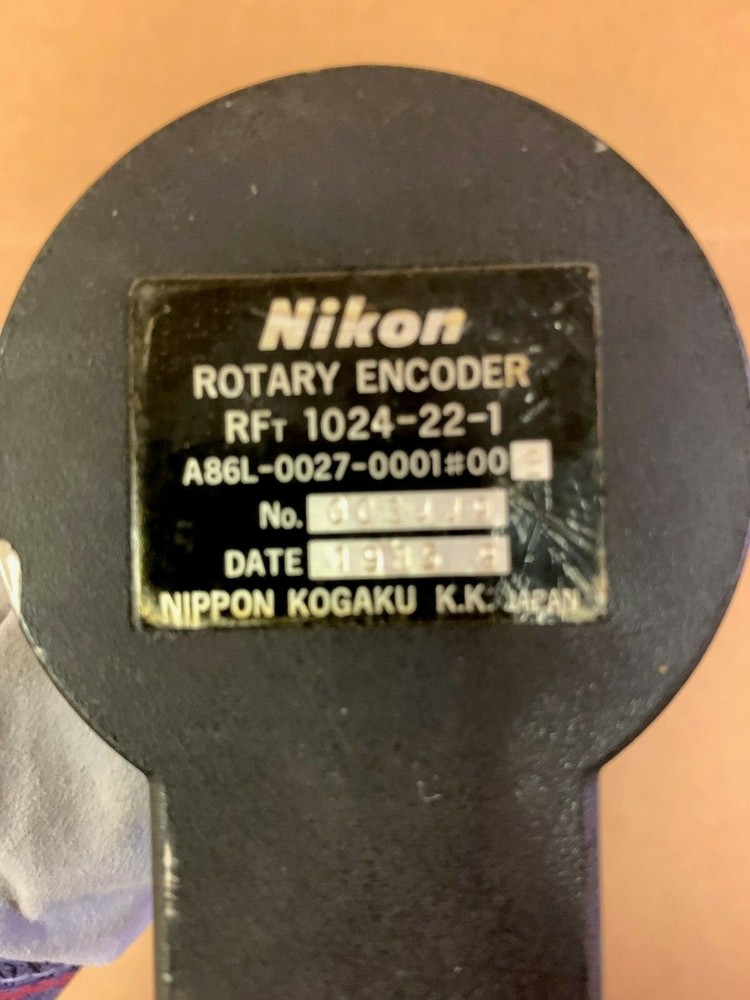 Nikon
ROTARY ENCODER
RFT 1024-22-1
A86L-0027-0001#00
No.
DATE
NIPPON KOGAKU K.K. JAPAN